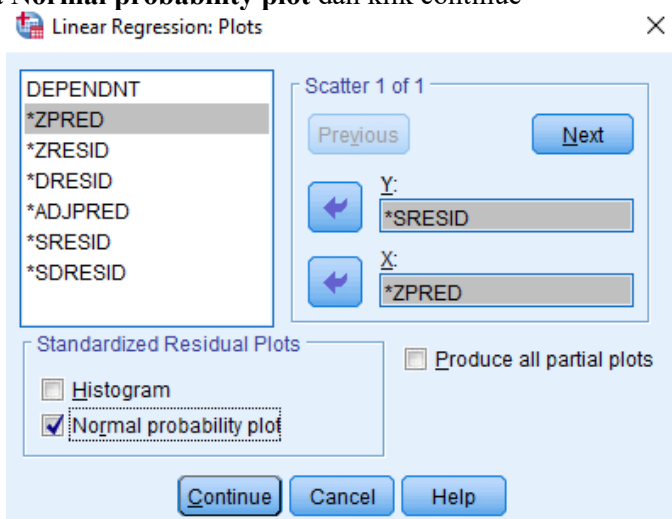 Normal probability plot dan klik continue
Linear Regression: Plots
DEPENDNT
*ZPRED
*ZRESID
*DRESID
*ADJPRED
*SRESID
*SDRESID
Scatter 1 of 1
Previous
Next
Y:
*SRESID
X:
*ZPRED
Standardized Residual Plots
Histogram
Normal probability plot
Produce all partial plots
Continue
Cancel
Help